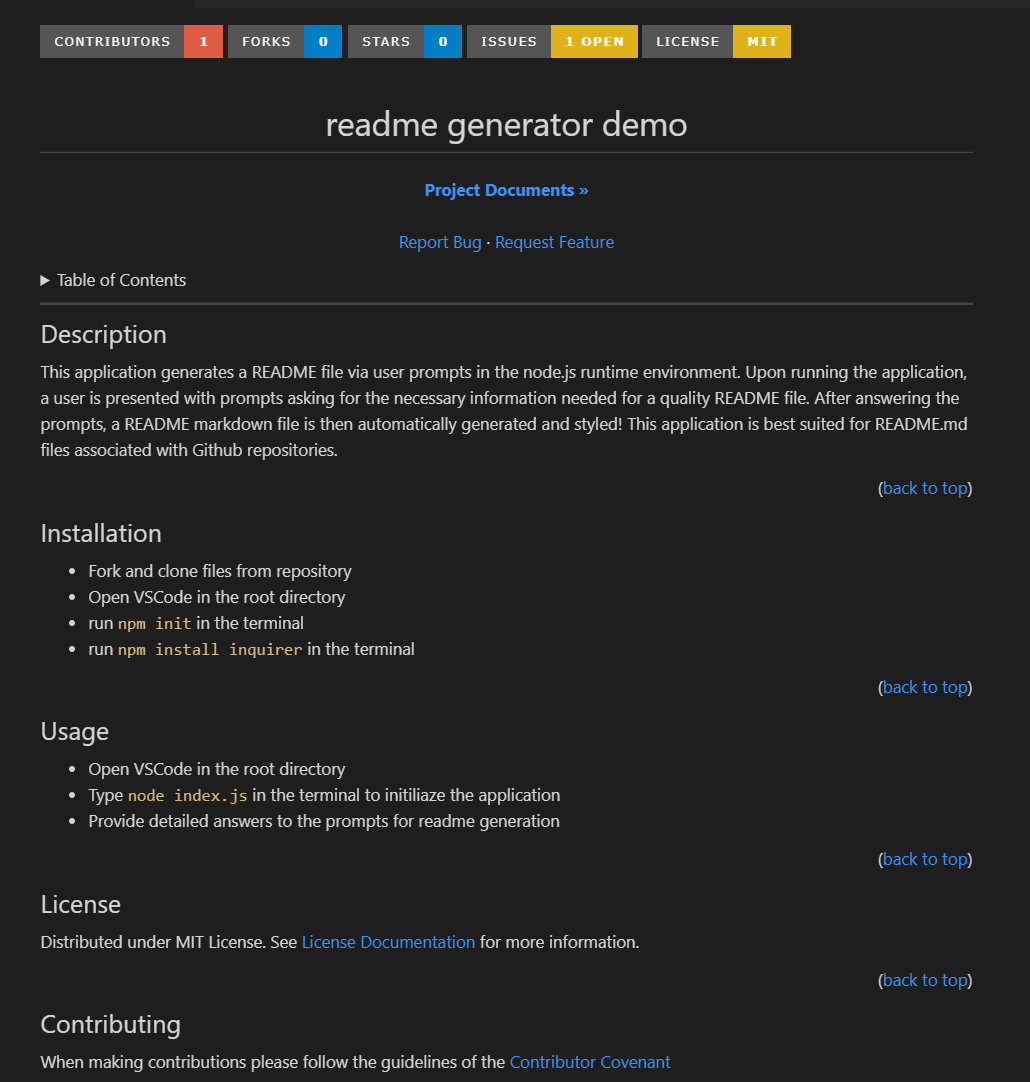 CONTRIBUTORS 1 FORKS 0 STARS 0 ISSUES 1 OPEN LICENSE MIT
readme generator demo
Project Documents »
Report Bug · Request Feature
Table of Contents
Description
This application generates a README file via user prompts in the node.js runtime environment. Upon running the application,
a user is presented with prompts asking for the necessary information needed for a quality README file. After answering the
prompts, a README markdown file is then automatically generated and styled! This application is best suited for README.md
files associated with Github repositories.
(back to top)
Installation
• Fork and clone files from repository
• Open VSCode in the root directory
• run npm init in the terminal
• run npm install inquirer in the terminal
(back to top)
Usage
• Open VSCode in the root directory
• Type node index.js in the terminal to initiliaze the application
• Provide detailed answers to the prompts for readme generation
(back to top)
License
Distributed under MIT License. See License Documentation for more information.
(back to top)
Contributing
When making contributions please follow the guidelines of the Contributor Covenant